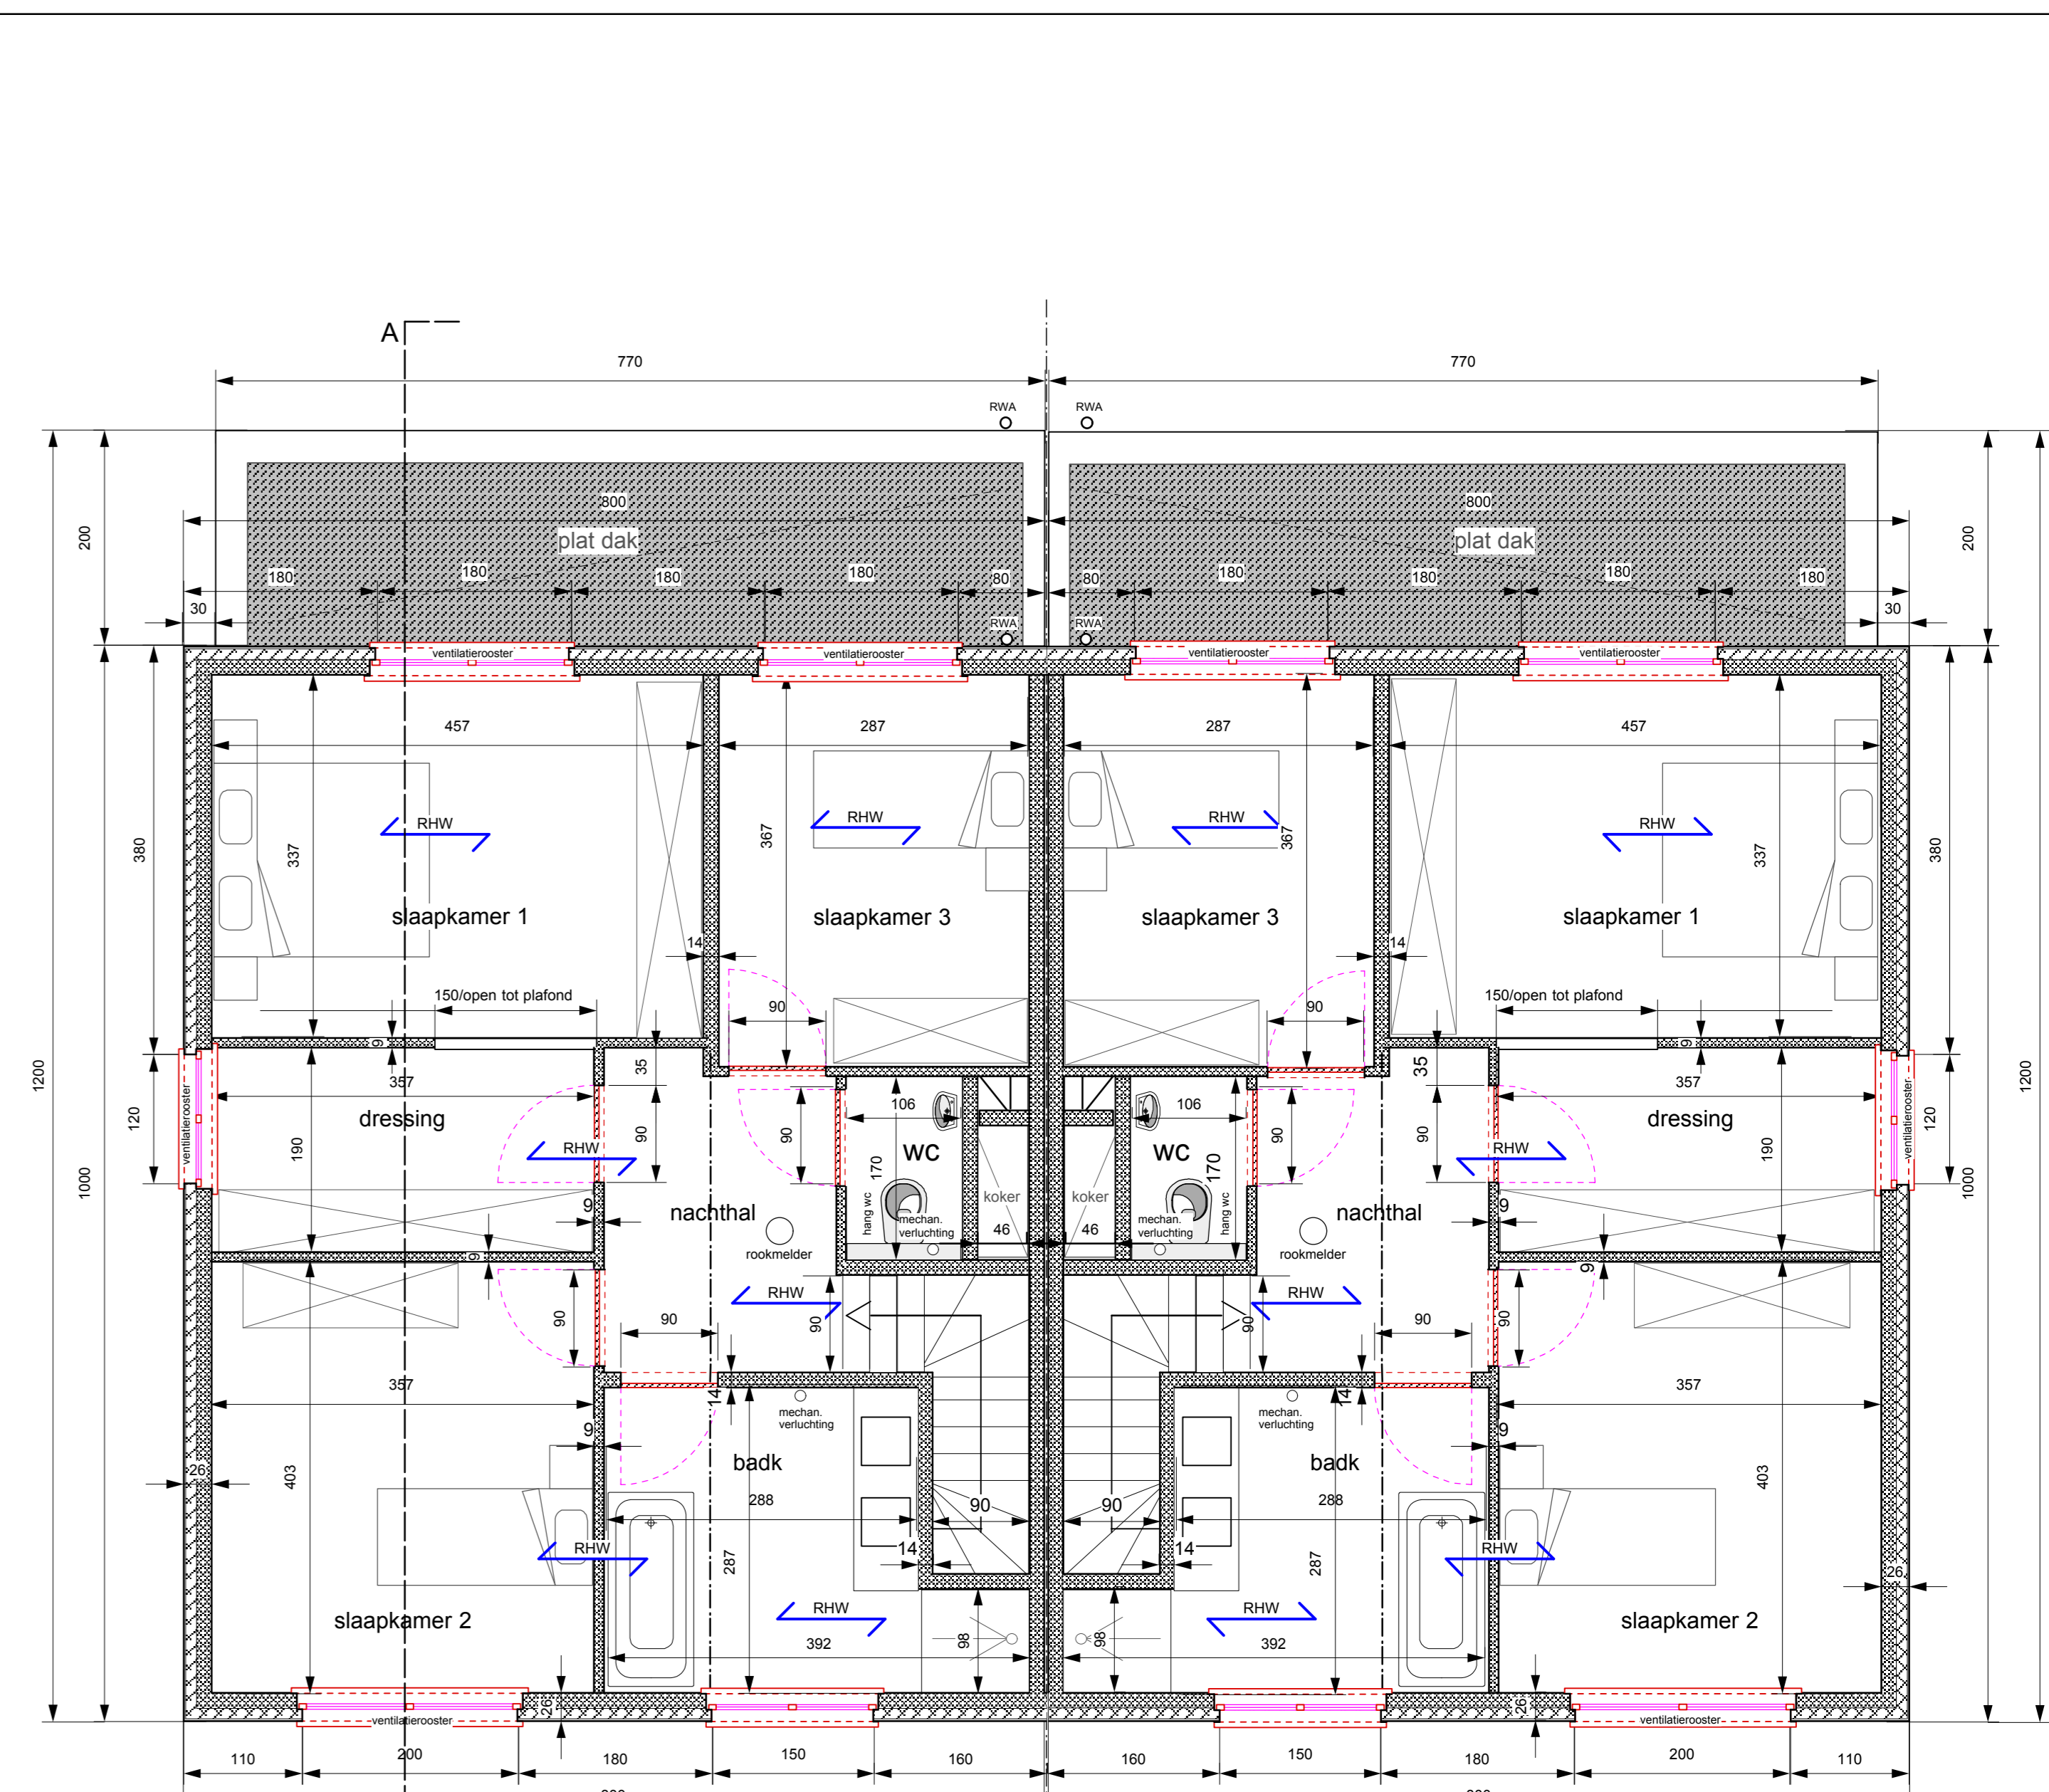 A
770 770
RWA RWA
800 800
plat dak plat dak
200 200
180 180 180 180 80 80 180 180 180 180
30 30
RWA RWA
ventilatierooster ventilatierooster ventilatierooster ventilatierooster
457 287 287 457
RHW RHW RHW RHW
380 337 367 367 337 380
slaapkamer 1 slaapkamer 3 slaapkamer 3 slaapkamer 1
14 14
150/open tot plafond 150/open tot plafond
90 90
9 9
35 35
1200 1200
357 357
106 106
dressing dressing
120 120
ventilatierooster ventilatierooster
190 90 90 90 90 190
RHW RHW
wc wc
170 170
1000 1000
koker koker
hang wc hang wc
9 9
nachthal nachthal
mechan. mechan.
verluchting verluchting
46 46
rookmelder rookmelder
9 9
RHW RHW
90 90 90 90 90 90
357 357
14 14
mechan. mechan.
verluchting verluchting
9 9
badk badk
26
403 403
288 288
90 90
14 14
RHW RHW
287 287
26
RHW RHW
slaapkamer 2 slaapkamer 2
392 392
98 98
26 26
ventilatierooster ventilatierooster
110 200 180 150 160 160 150 180 200 110